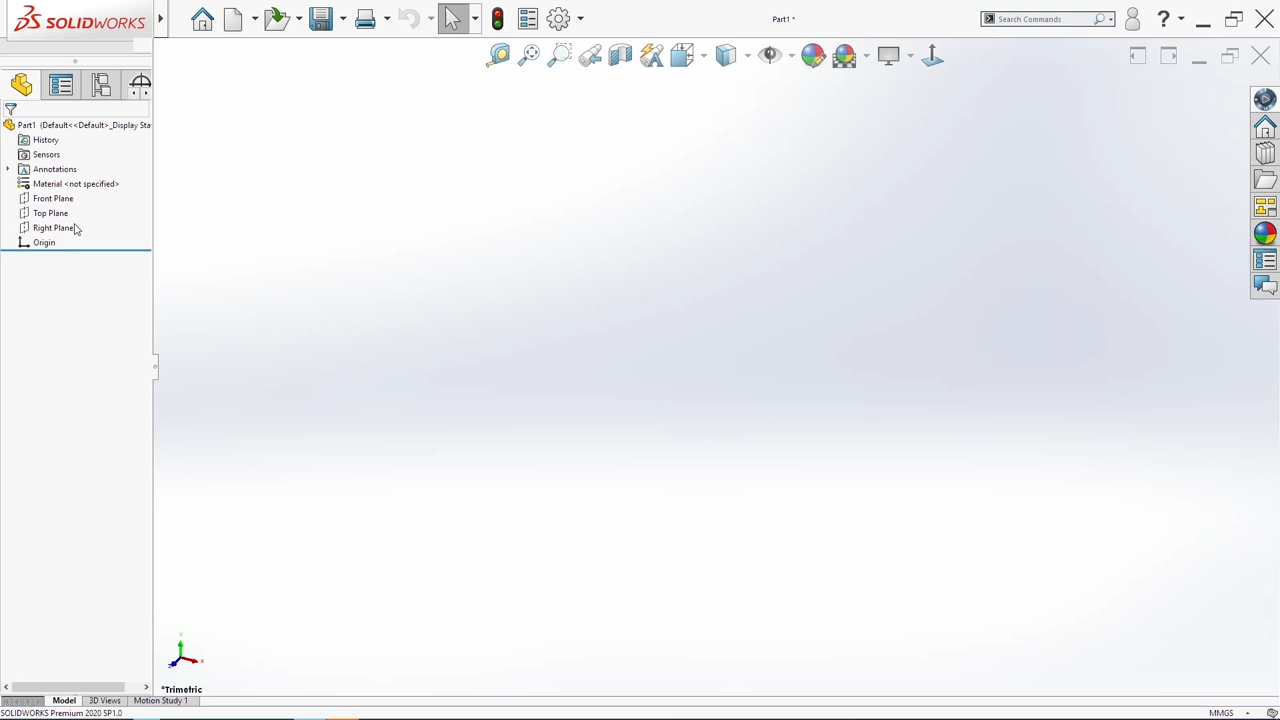 SOLIDWORKS
Part1 *
Search Commands
?
Part1 (Default<<Default>_Display Sta
History
Sensors
Annotations
Material <not specified>
Front Plane
Top Plane
Right Plane
Origin
Y
X
Z
*Trimetric
Model
3D Views
Motion Study 1
SOLIDWORKS Premium 2020 SP1.0
MMGS